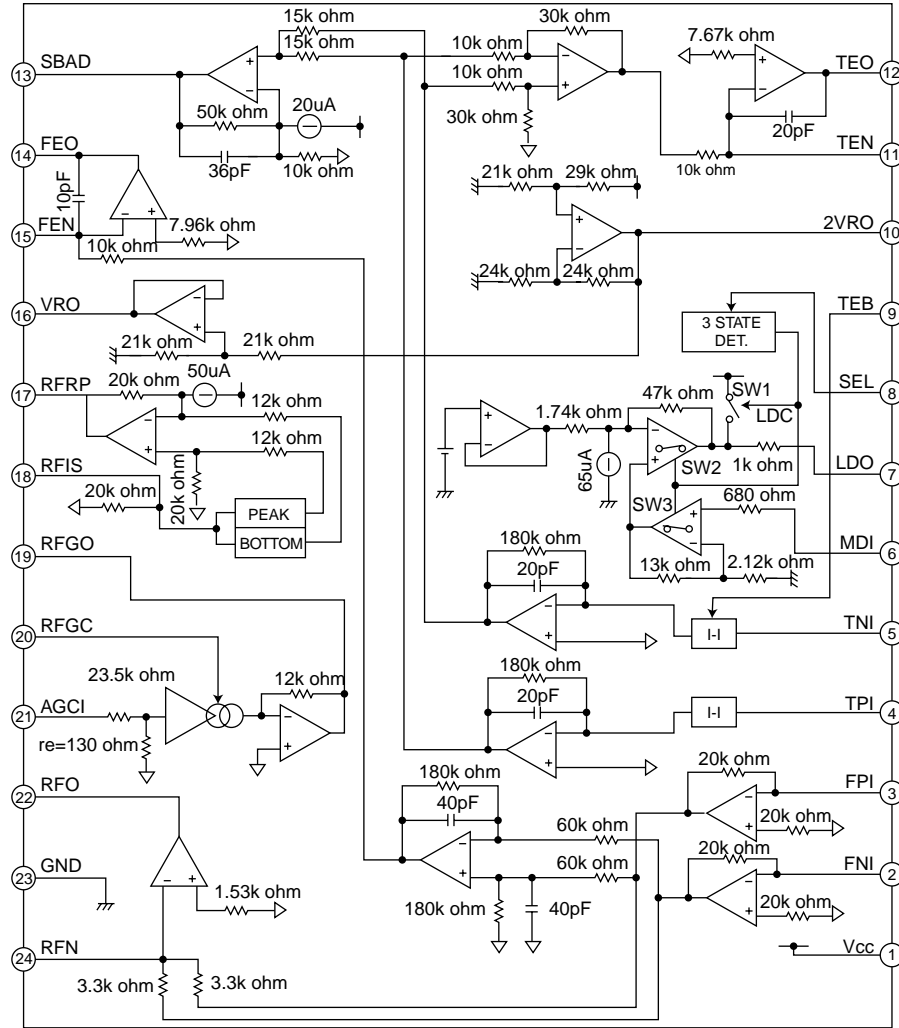 15k ohm
15k ohm
30k ohm
7.67k ohm
SBAD
13
+
−
10k ohm
10k ohm
−
+
+
−
TEO
12
50k ohm
20uA
30k ohm
20pF
FEO
14
36pF
10k ohm
TEN
11
10k ohm
10pF
− +
7.96k ohm
FEN
15
10k ohm
21k ohm
29k ohm
+
−
2VRO
10
24k ohm
24k ohm
VRO
16
−
+
TEB
9
3 STATE
DET.
21k ohm
21k ohm
50uA
RFRP
17
20k ohm
12k ohm
−
+
12k ohm
47k ohm
SW1
LDC
SEL
8
1.74k ohm
+
−
−
+
SW2
65uA
1k ohm
LDO
7
RFIS
18
20k ohm
20k ohm
PEAK
BOTTOM
SW3
+
−
680 ohm
MDI
6
13k ohm
2.12k ohm
RFGO
19
180k ohm
20pF
−
+
I-I
TNI
5
RFGC
20
23.5k ohm
12k ohm
180k ohm
20pF
−
+
I-I
TPI
4
AGCI
21
−
+
re=130 ohm
180k ohm
40pF
−
+
20k ohm
−
+
20k ohm
FPI
3
RFO
22
60k ohm
60k ohm
20k ohm
−
+
20k ohm
FNI
2
GND
23
− +
1.53k ohm
180k ohm
40pF
RFN
24
3.3k ohm
3.3k ohm
Vcc
1